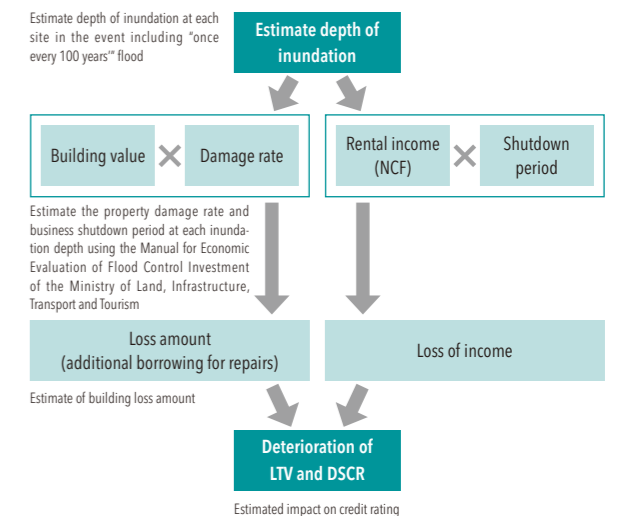 Estimate depth of inundation at each
site in the event including "once
every 100 years'" flood
Estimate depth of
inundation
Building value × Damage rate
Rental income
(NCF)
×
Shutdown
period
Estimate the property damage rate and
business shutdown period at each inunda-
tion depth using the Manual for Economic
Evaluation of Flood Control Investment
of the Ministry of Land, Infrastructure,
Transport and Tourism
Loss amount
(additional borrowing for repairs)
Loss of income
Estimate of building loss amount
Deterioration of
LTV and DSCR
Estimated impact on credit rating